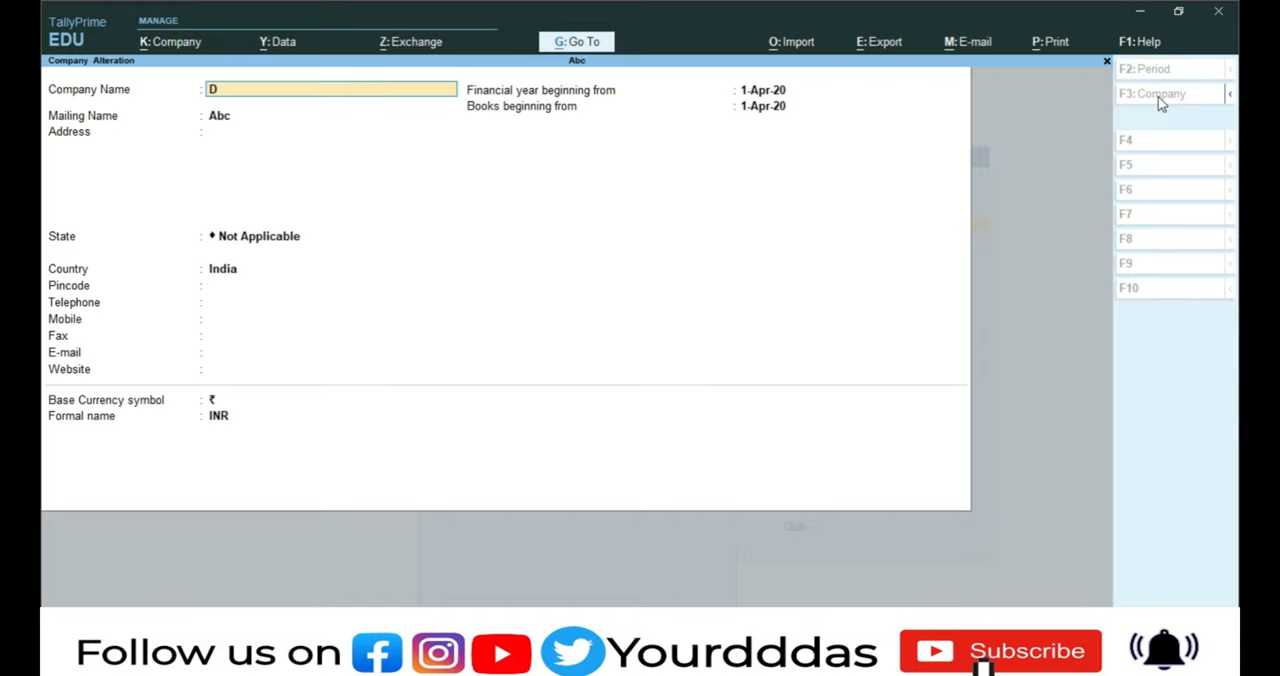 TallyPrime
EDU
MANAGE
K:Company
Y:Data
Z:Exchange
G:Go To
O:Import
E:Export
M:E-mail
P:Print
F1:Help
Company Alteration
Abc
×
Company Name : D
Financial year beginning from : 1-Apr-20
Books beginning from : 1-Apr-20
Mailing Name : Abc
Address :
State : ♦ Not Applicable
Country : India
Pincode :
Telephone :
Mobile :
Fax :
E-mail :
Website :
Base Currency symbol : ₹
Formal name : INR
F2:Period
F3:Company
F4
F5
F6
F7
F8
F9
F10
Follow us on Yourdddas Subscribe